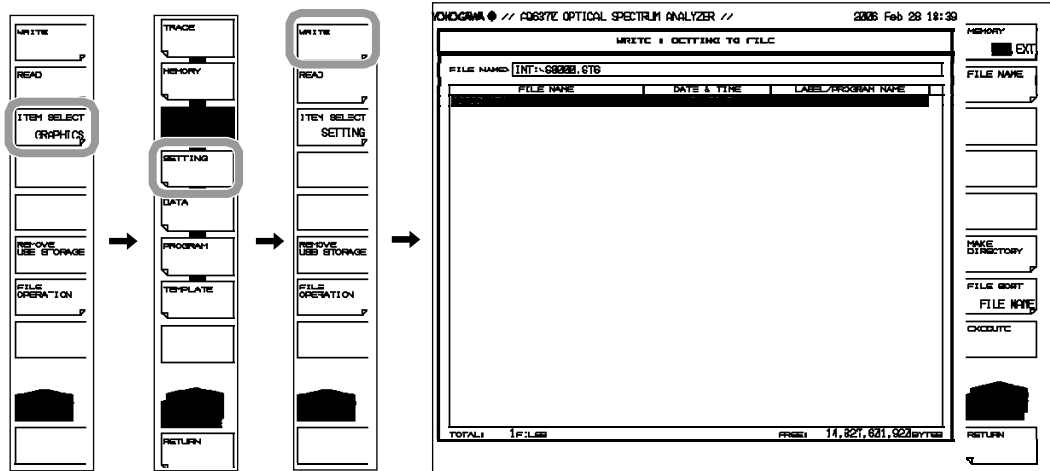 WRITE
READ
ITEM SELECT
GRAPHICS
REMOVE
USB STORAGE
FILE
OPERATION
TRACE
MEMORY
SETTING
DATA
PROGRAM
TEMPLATE
RETURN
WRITE
READ
ITEM SELECT
SETTING
REMOVE
USB STORAGE
FILE
OPERATION
YOKOGAWA // AQ637E OPTICAL SPECTRUM ANALYZER // 2006 Feb 28 18:39
WRITE : SETTING TO FILE
FILE NAME> INT:\S0000.STG
FILE NAME DATE & TIME LABEL/PROGRAM NAME
TOTAL: 1FILES FREE: 14,827,601,920BYTES
MEMORY
EXT
FILE NAME
MAKE
DIRECTORY
FILE SORT
FILE NAME
EXECUTE
RETURN